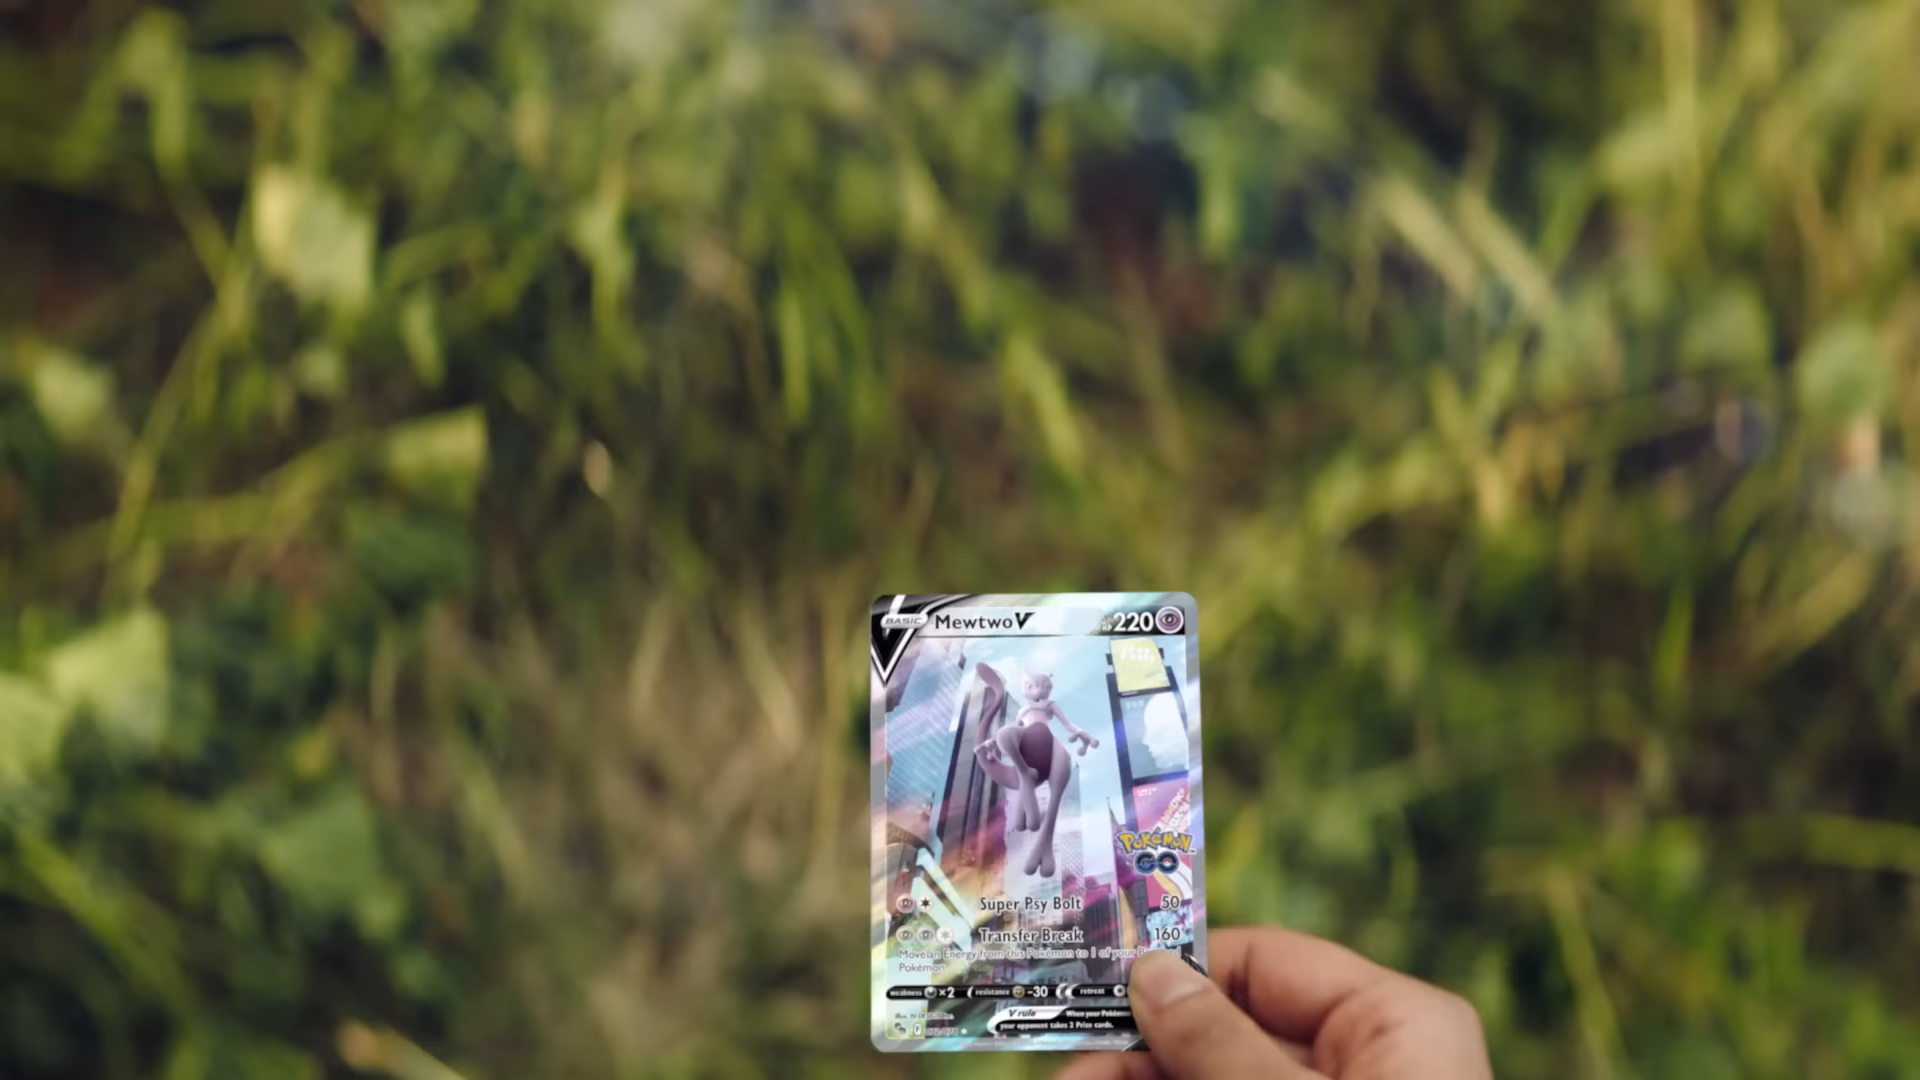 BASIC Mewtwo V 220
Pokémon
GO
Super Psy Bolt 50
Transfer Break 160
Move an Energy from this Pokémon to 1 of your
Pokémon
weakness ×2 resistance -30 retreat
V rule When your Pokémon
your opponent takes 2 Prize cards.